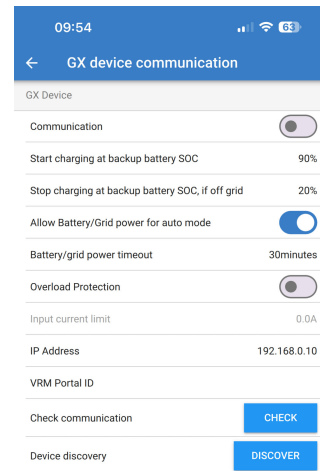 09:54
63
GX device communication
GX Device
Communication
Start charging at backup battery SOC 90%
Stop charging at backup battery SOC, if off grid 20%
Allow Battery/Grid power for auto mode
Battery/grid power timeout 30minutes
Overload Protection
Input current limit 0.0A
IP Address 192.168.0.10
VRM Portal ID
Check communication CHECK
Device discovery DISCOVER